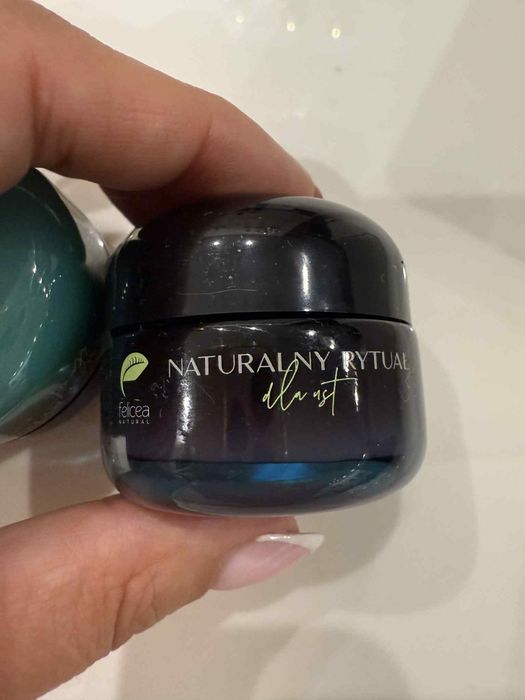 NATURALNY RYTUAŁ
dla ust
felicea
NATURAL